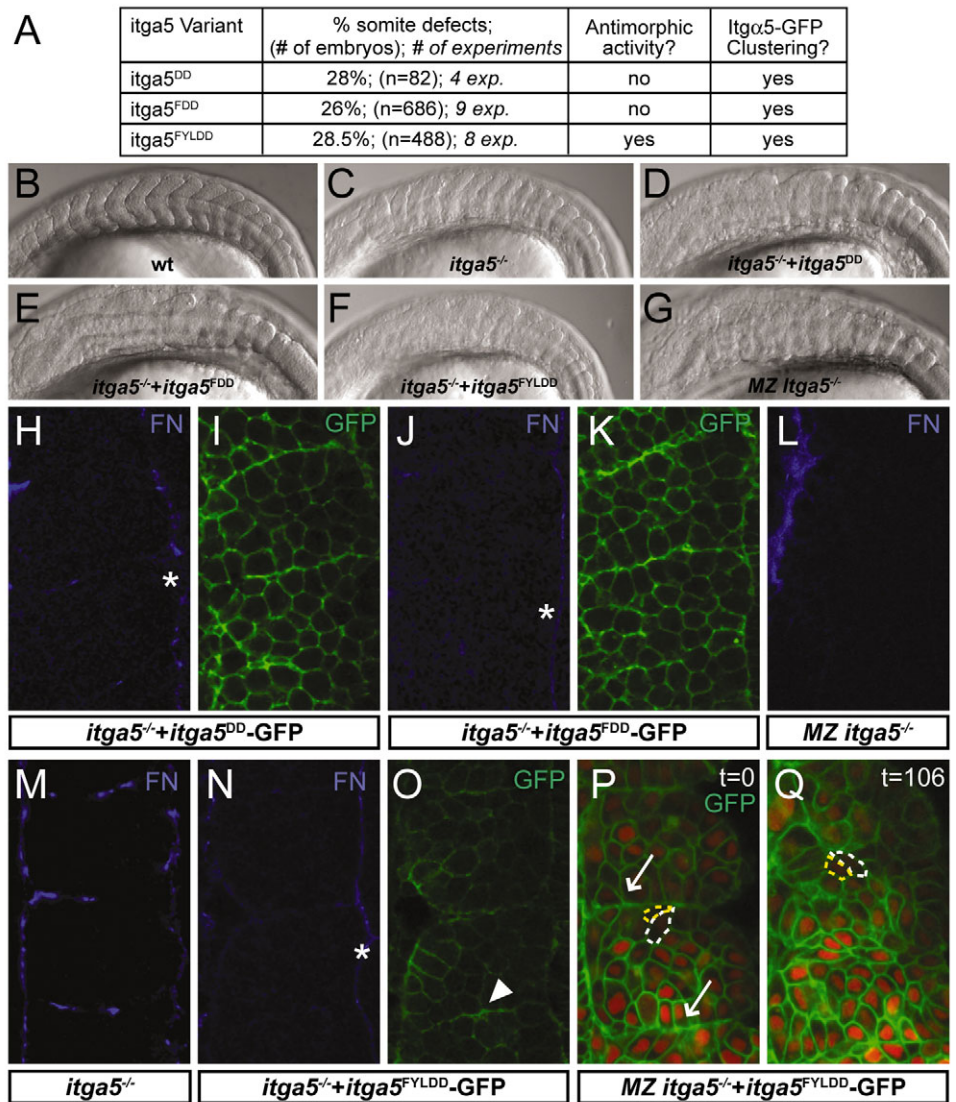 A
itga5 Variant
% somite defects;
(# of embryos); # of experiments
Antimorphic
activity?
Itgα5-GFP
Clustering?
itga5ᴰᴰ
28%; (n=82); 4 exp.
no
yes
itga5ᶠᴰᴰ
26%; (n=686); 9 exp.
no
yes
itga5ᶠʸᴸᴰᴰ
28.5%; (n=488); 8 exp.
yes
yes
B
wt
C
itga5⁻/⁻
D
itga5⁻/⁻+itga5ᴰᴰ
E
itga5⁻/⁻+itga5ᶠᴰᴰ
F
itga5⁻/⁻+itga5ᶠʸᴸᴰᴰ
G
MZ Itga5⁻/⁻
H
FN
*
I
GFP
J
FN
*
K
GFP
L
FN
itga5⁻/⁻+itga5ᴰᴰ-GFP
itga5⁻/⁻+itga5ᶠᴰᴰ-GFP
MZ itga5⁻/⁻
M
FN
N
FN
*
O
GFP
P
t=0
GFP
Q
t=106
itga5⁻/⁻
itga5⁻/⁻+itga5ᶠʸᴸᴰᴰ-GFP
MZ itga5⁻/⁻+itga5ᶠʸᴸᴰᴰ-GFP